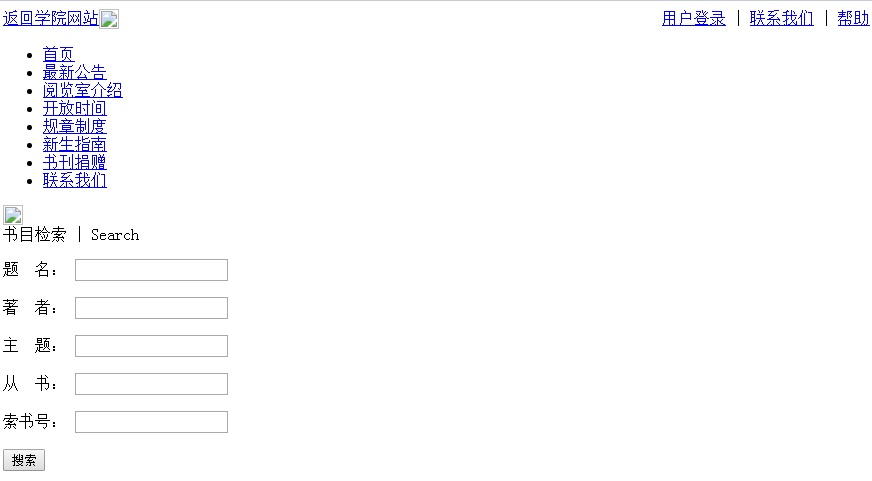 返回学院网站 用户登录 | 联系我们 | 帮助
首页
最新公告
阅览室介绍
开放时间
规章制度
新生指南
书刊捐赠
联系我们
书目检索 | Search
题　名：
著　者：
主　题：
从　书：
索书号：
搜索